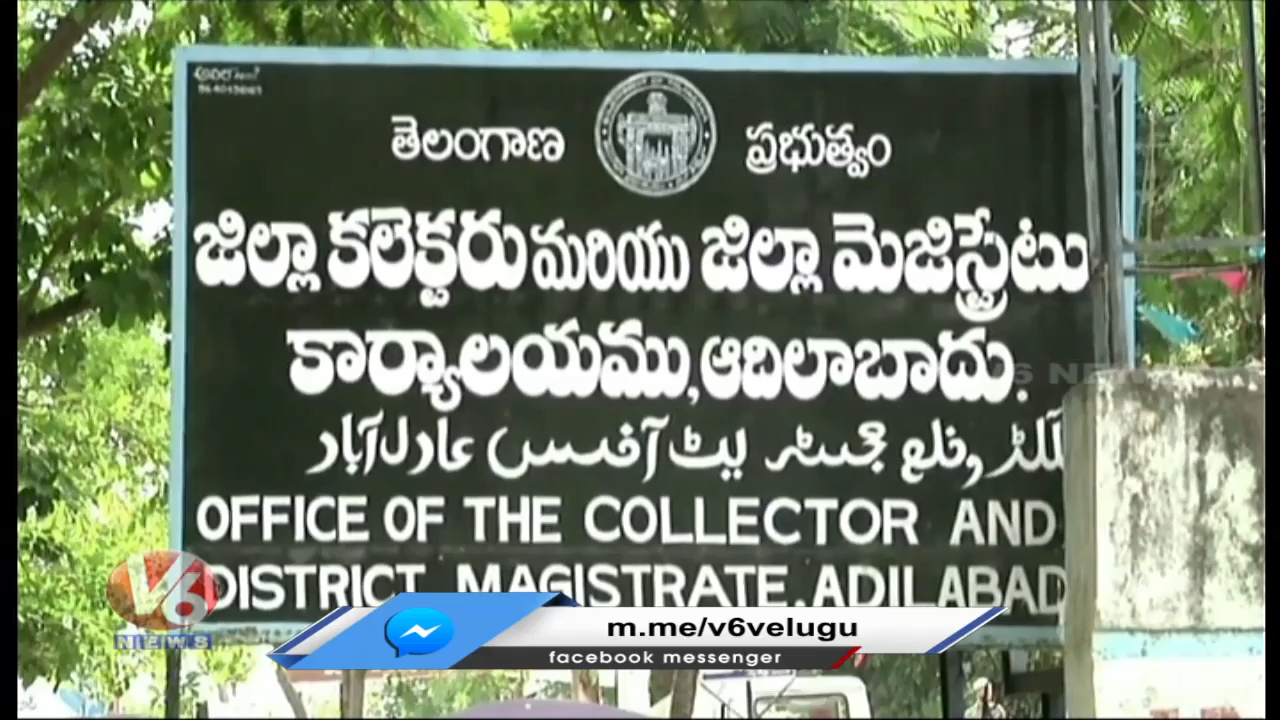 తెలంగాణ ప్రభుత్వం
జిల్లా కలెక్టరు మరియు జిల్లా మెజిస్ట్రేటు
కార్యాలయము, ఆదిలాబాదు.
OFFICE OF THE COLLECTOR AND
DISTRICT MAGISTRATE, ADILABAD
V6
NEWS
m.me/v6velugu
facebook messenger